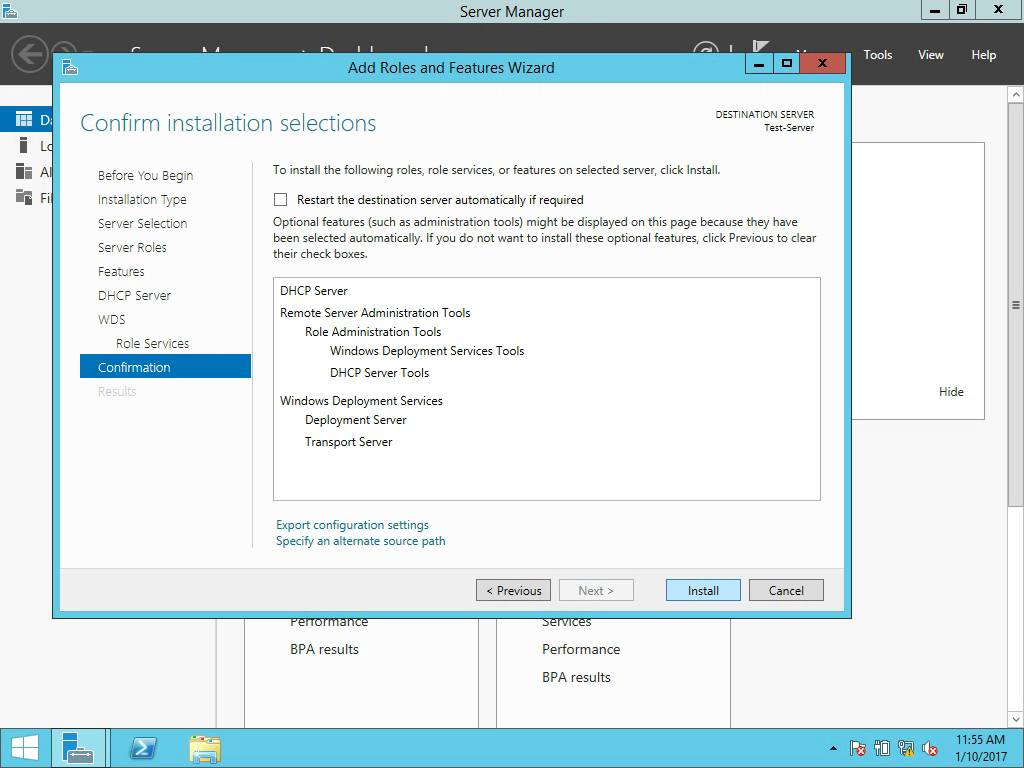 Server Manager
Tools
View
Help
Add Roles and Features Wizard
Confirm installation selections
DESTINATION SERVER
Test-Server
Before You Begin
Installation Type
Server Selection
Server Roles
Features
DHCP Server
WDS
Role Services
Confirmation
Results
To install the following roles, role services, or features on selected server, click Install.
Restart the destination server automatically if required
Optional features (such as administration tools) might be displayed on this page because they have
been selected automatically. If you do not want to install these optional features, click Previous to clear
their check boxes.
DHCP Server
Remote Server Administration Tools
Role Administration Tools
Windows Deployment Services Tools
DHCP Server Tools
Windows Deployment Services
Deployment Server
Transport Server
Export configuration settings
Specify an alternate source path
< Previous
Next >
Install
Cancel
Hide
Performance
BPA results
Services
Performance
BPA results
11:55 AM
1/10/2017